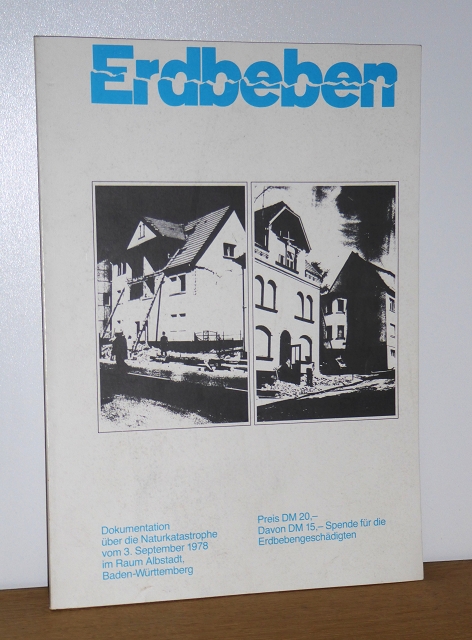 Erdbeben
Dokumentation
über die Naturkatastrophe
vom 3. September 1978
im Raum Albstadt,
Baden-Württemberg
Preis DM 20,–
Davon DM 15,– Spende für die
Erdbebengeschädigten